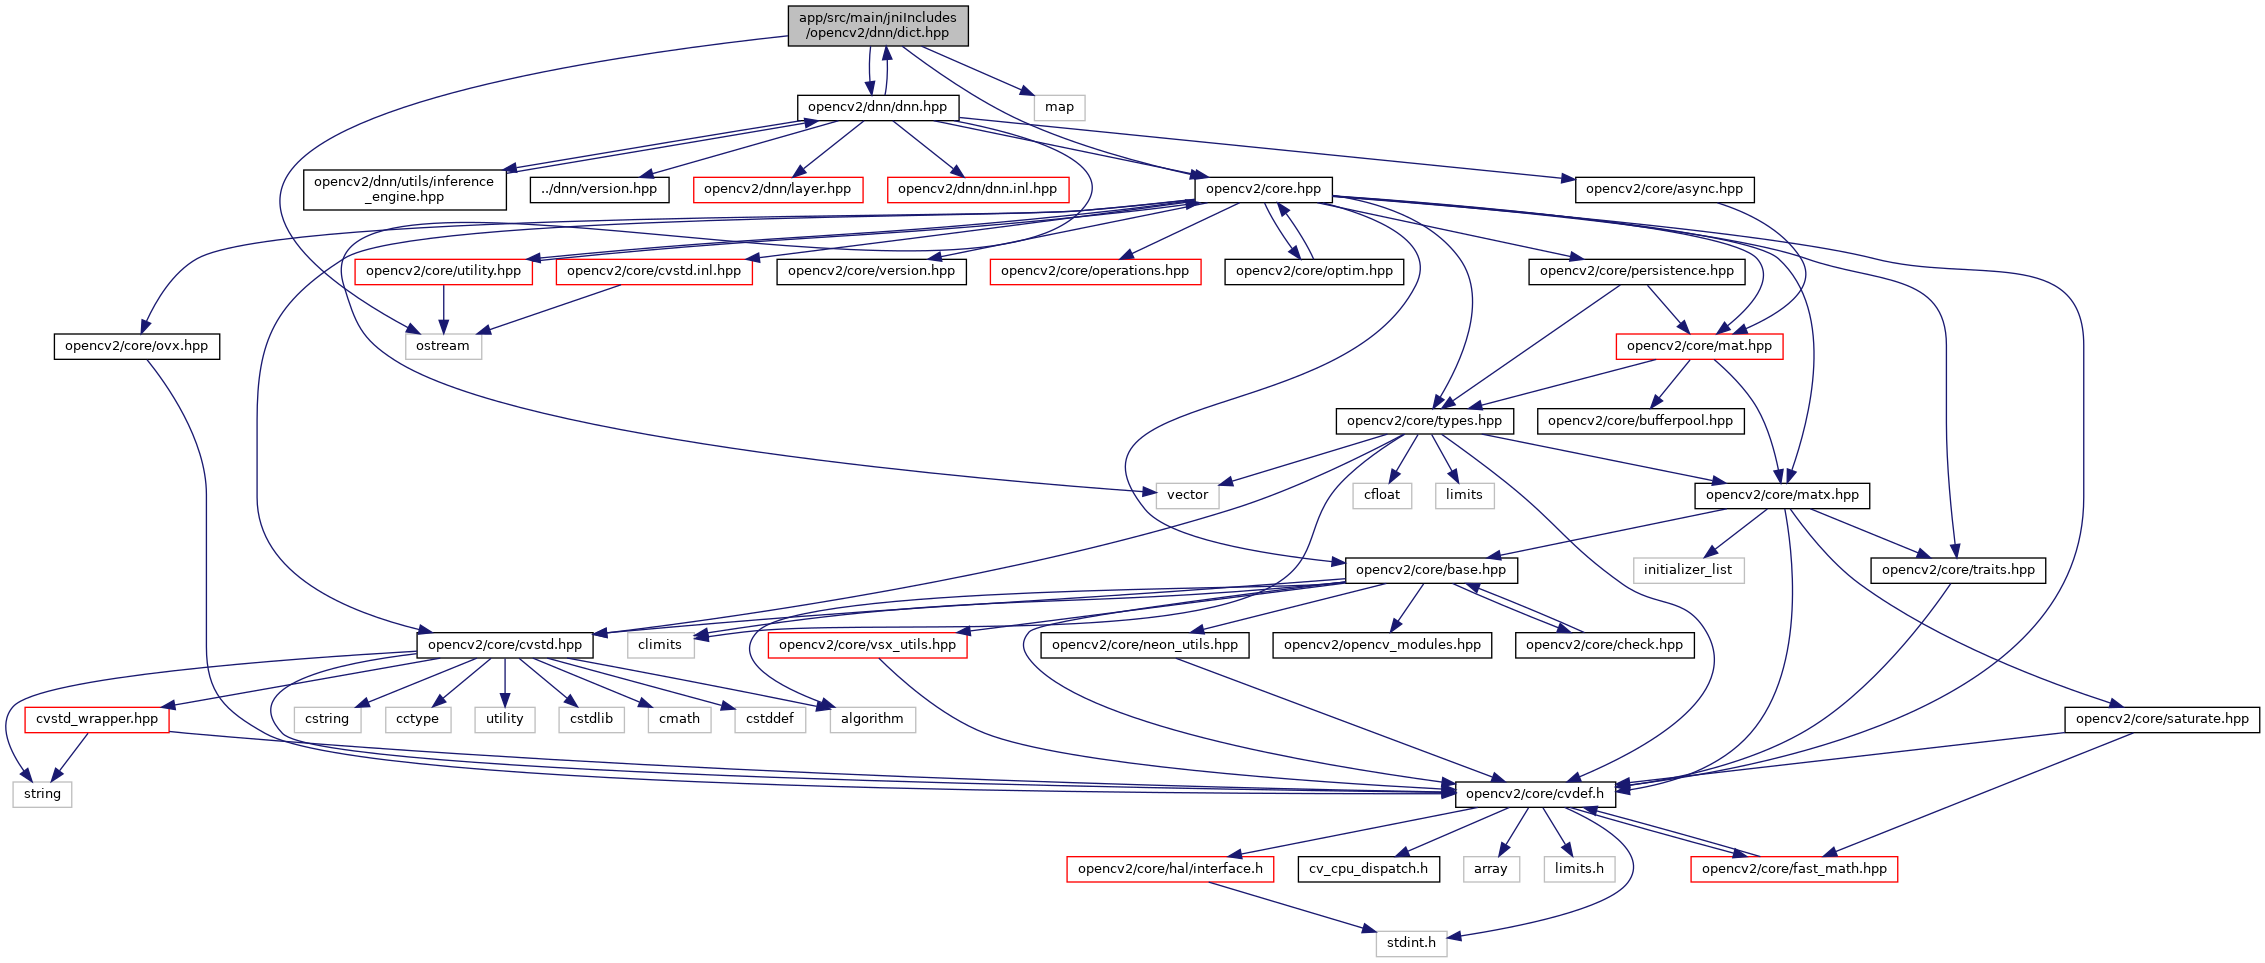 app/src/main/jniIncludes
/opencv2/dnn/dict.hpp
opencv2/dnn/dnn.hpp
map
opencv2/dnn/utils/inference
_engine.hpp
../dnn/version.hpp
opencv2/dnn/layer.hpp
opencv2/dnn/dnn.inl.hpp
opencv2/core.hpp
opencv2/core/async.hpp
opencv2/core/utility.hpp
opencv2/core/cvstd.inl.hpp
opencv2/core/version.hpp
opencv2/core/operations.hpp
opencv2/core/optim.hpp
opencv2/core/persistence.hpp
opencv2/core/ovx.hpp
ostream
opencv2/core/mat.hpp
opencv2/core/types.hpp
opencv2/core/bufferpool.hpp
vector
cfloat
limits
opencv2/core/matx.hpp
opencv2/core/base.hpp
initializer_list
opencv2/core/traits.hpp
opencv2/core/cvstd.hpp
climits
opencv2/core/vsx_utils.hpp
opencv2/core/neon_utils.hpp
opencv2/opencv_modules.hpp
opencv2/core/check.hpp
cvstd_wrapper.hpp
cstring
cctype
utility
cstdlib
cmath
cstddef
algorithm
opencv2/core/saturate.hpp
string
opencv2/core/cvdef.h
opencv2/core/hal/interface.h
cv_cpu_dispatch.h
array
limits.h
opencv2/core/fast_math.hpp
stdint.h